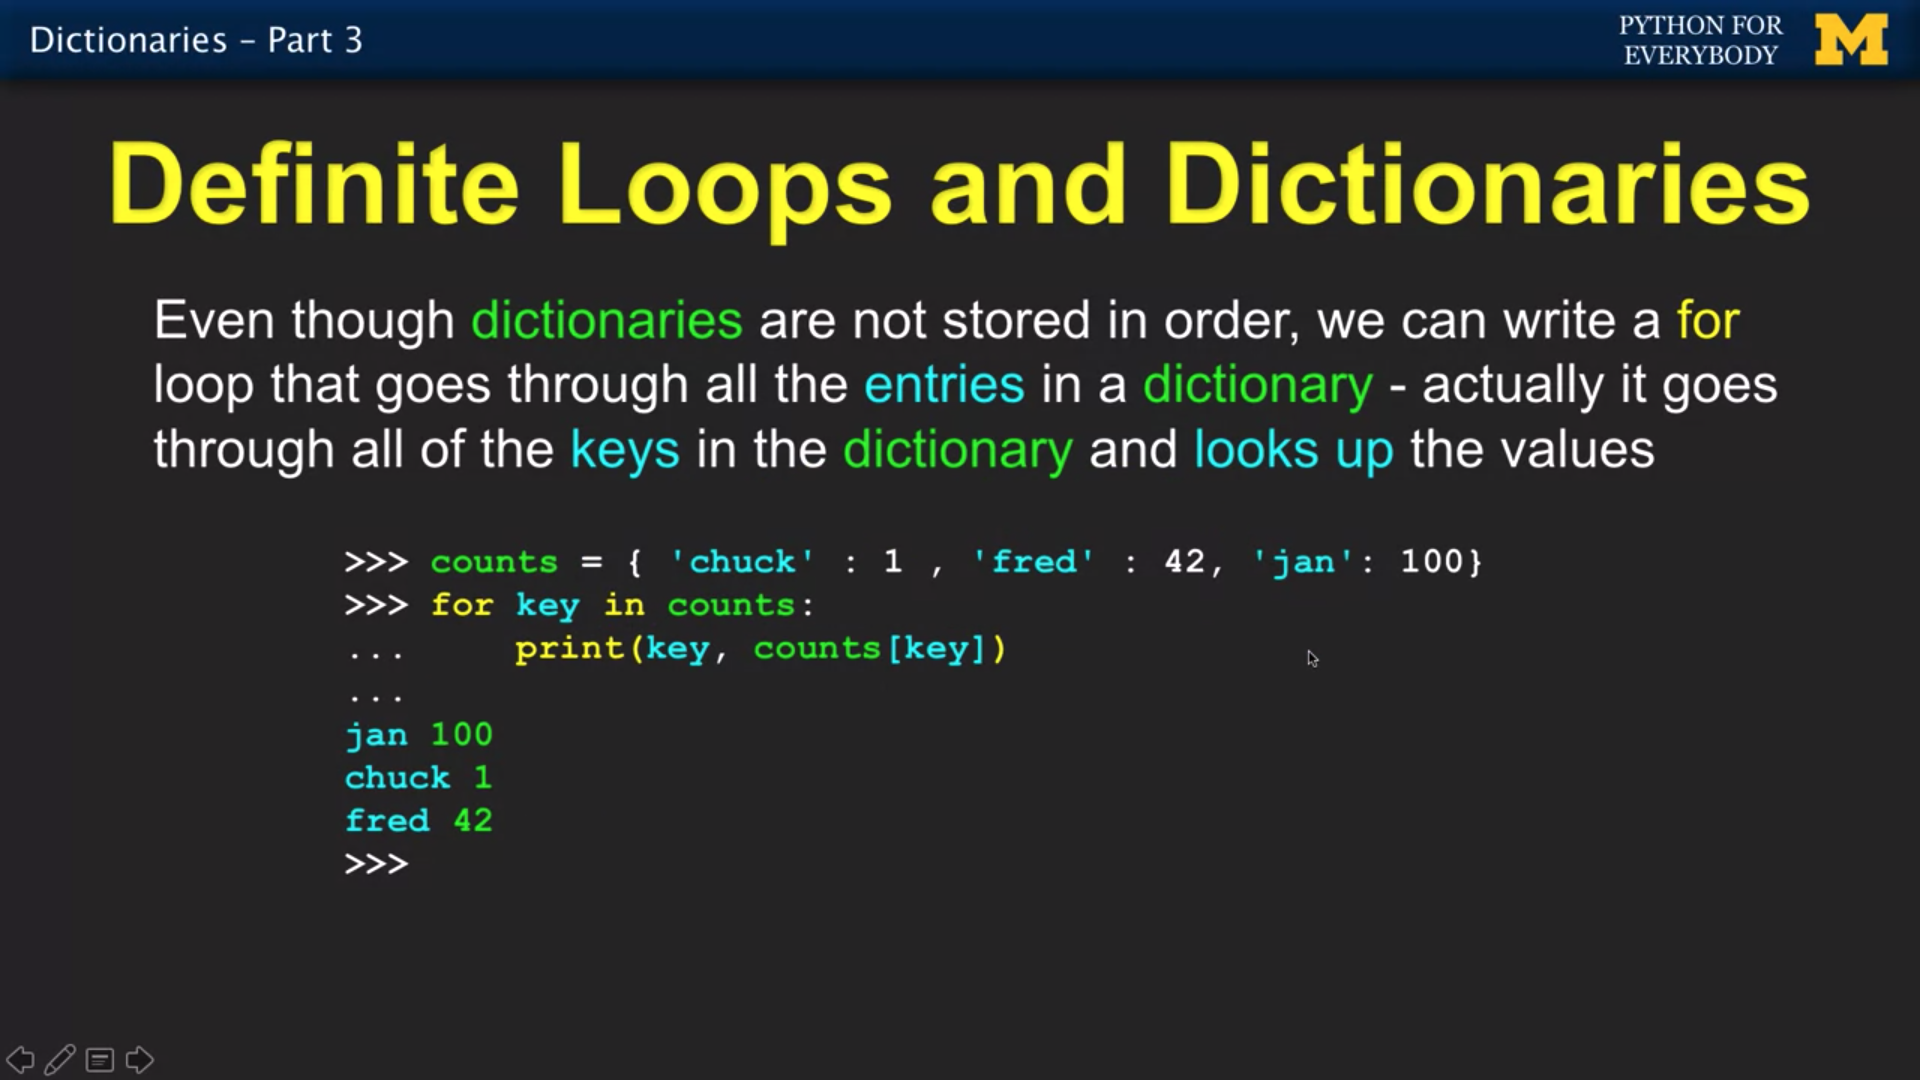 Dictionaries – Part 3
PYTHON FOR
EVERYBODY
M
Definite Loops and Dictionaries
Even though dictionaries are not stored in order, we can write a for
loop that goes through all the entries in a dictionary - actually it goes
through all of the keys in the dictionary and looks up the values
>>> counts = { 'chuck' : 1 , 'fred' : 42, 'jan': 100}
>>> for key in counts:
...     print(key, counts[key])
...
jan 100
chuck 1
fred 42
>>>